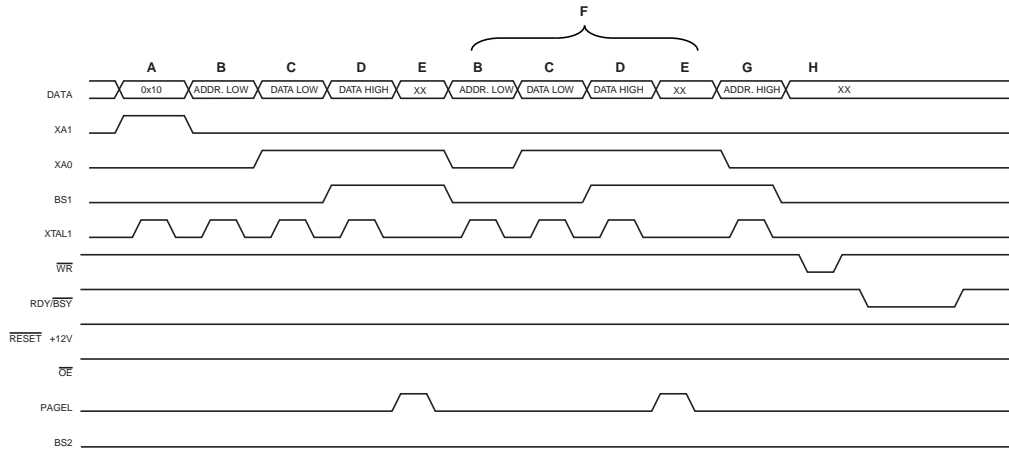 F
A B C D E B C D E G H
DATA 0x10 ADDR. LOW DATA LOW DATA HIGH XX ADDR. LOW DATA LOW DATA HIGH XX ADDR. HIGH XX
XA1
XA0
BS1
XTAL1
WR
RDY/BSY
RESET +12V
OE
PAGEL
BS2